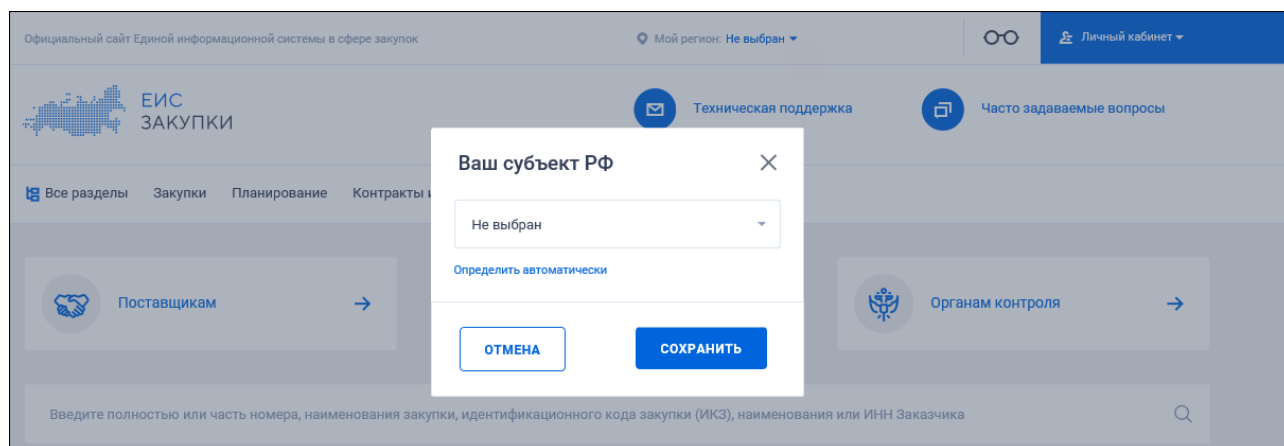 Официальный сайт Единой информационной системы в сфере закупок
Мой регион: Не выбран
Личный кабинет
ЕИС
ЗАКУПКИ
Техническая поддержка
Часто задаваемые вопросы
Все разделы Закупки Планирование Контракты
Ваш субъект РФ
Не выбран
Определить автоматически
ОТМЕНА
СОХРАНИТЬ
Поставщикам
Органам контроля
Введите полностью или часть номера, наименования закупки, идентификационного кода закупки (ИКЗ), наименования или ИНН Заказчика